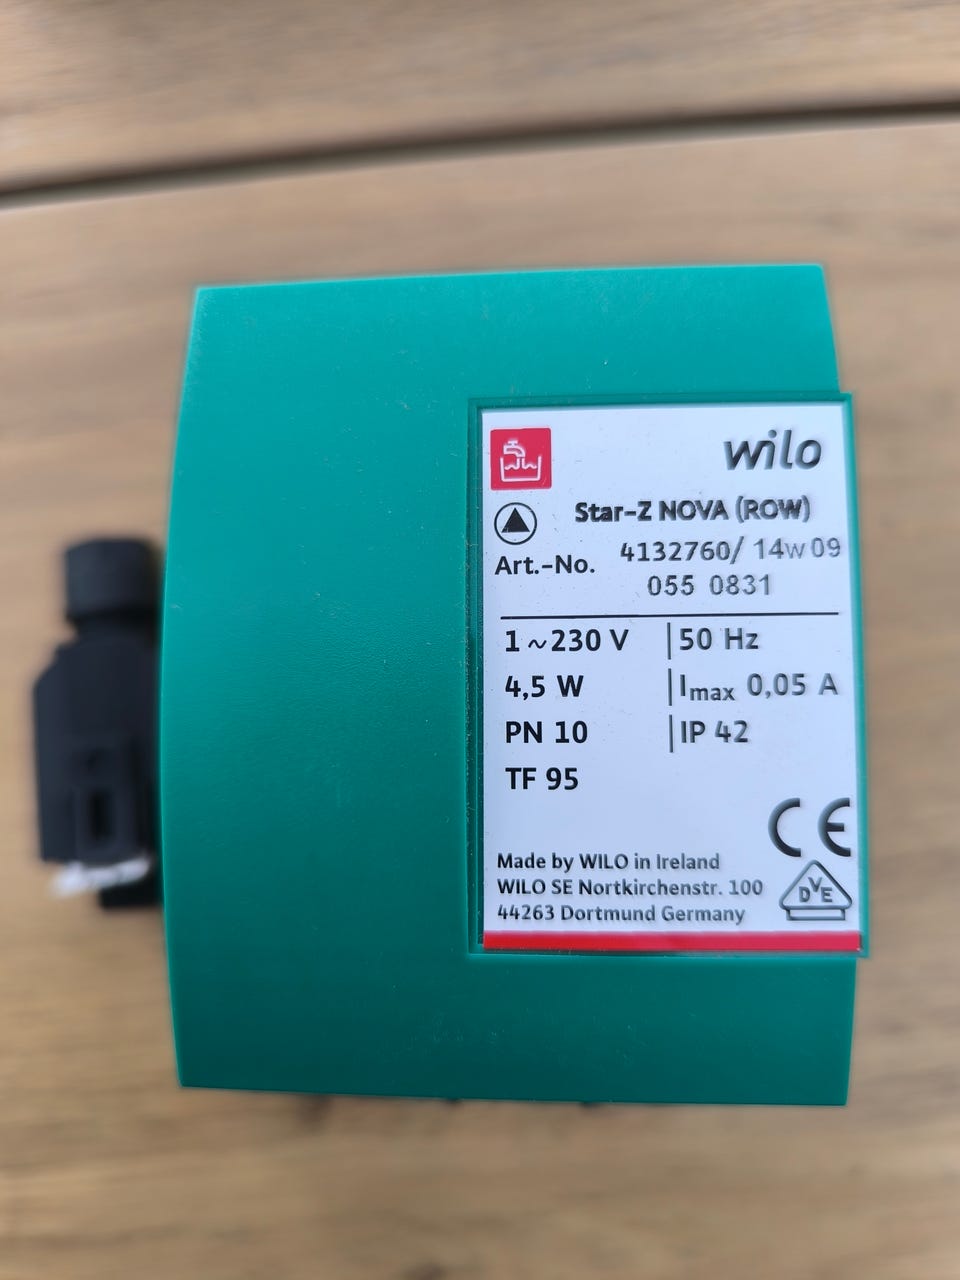 wilo
Star-Z NOVA (ROW)
Art.-No. 4132760/ 14w09
055 0831
1~230 V | 50 Hz
4,5 W | Imax 0,05 A
PN 10 | IP 42
TF 95
CE
Made by WILO in Ireland
WILO SE Nortkirchenstr. 100
44263 Dortmund Germany
DVE